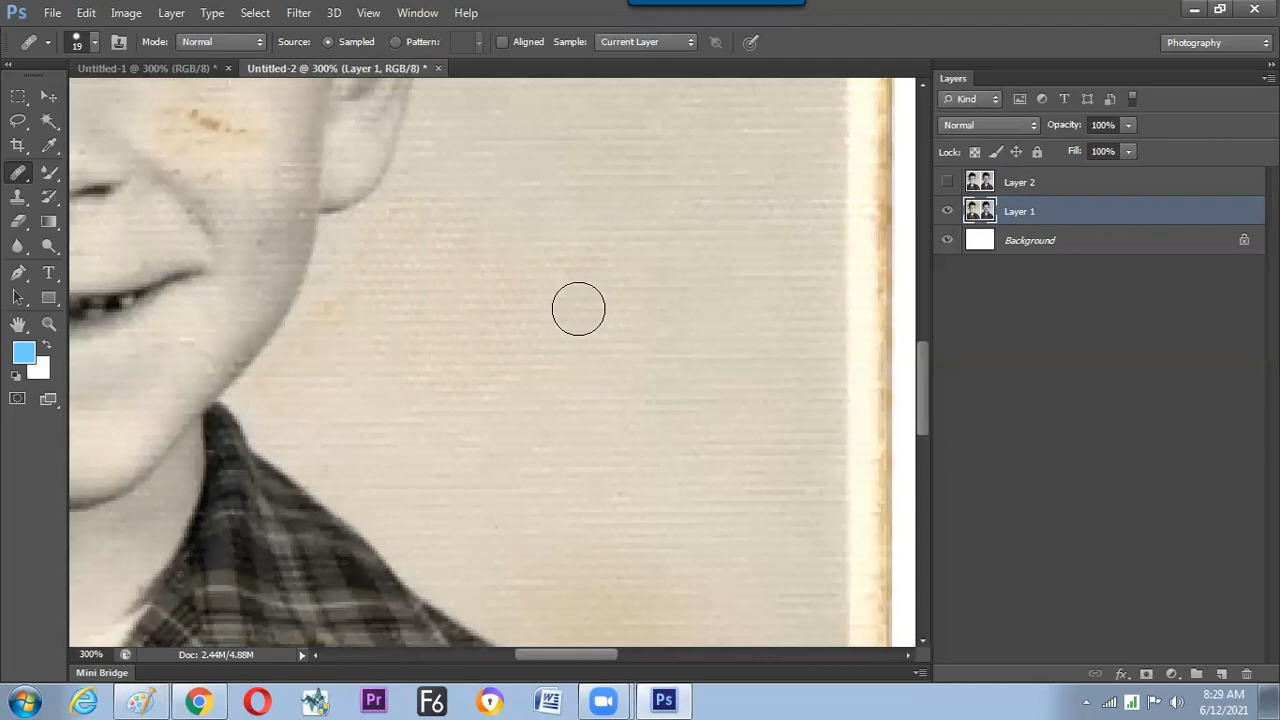 Ps File Edit Image Layer Type Select Filter 3D View Window Help
19 Mode: Normal Source: Sampled Pattern: Aligned Sample: Current Layer Photography
Untitled-1 @ 300% (RGB/8) * × Untitled-2 @ 300% (Layer 1, RGB/8) * ×
Layers
Kind
Normal Opacity: 100%
Lock: Fill: 100%
Layer 2
Layer 1
Background
300% Doc: 2.44M/4.88M
Mini Bridge
Pr F6 W Ps
8:29 AM
6/12/2021